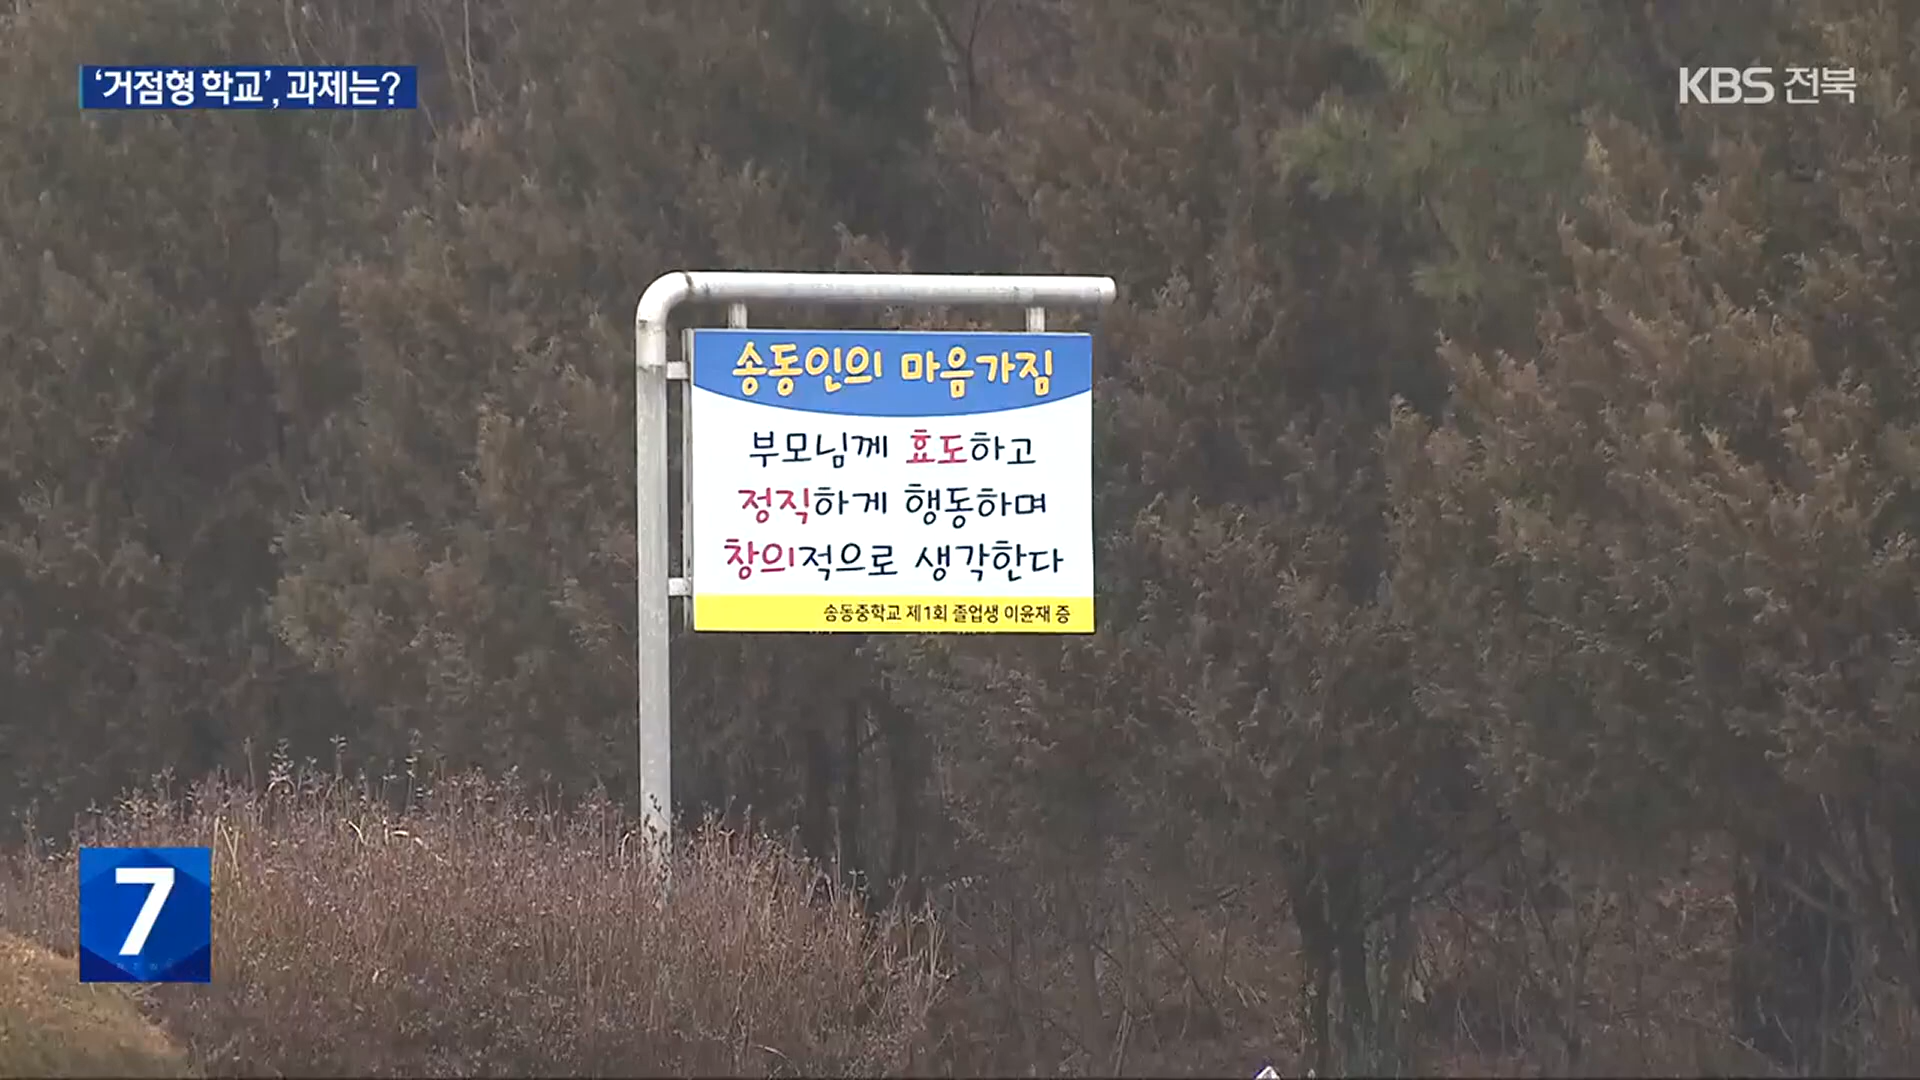 ‘거점형 학교’, 과제는?
KBS 전북
송동인의 마음가짐
부모님께 효도하고
정직하게 행동하며
창의적으로 생각한다
송동중학교 제1회 졸업생 이윤재 증
7